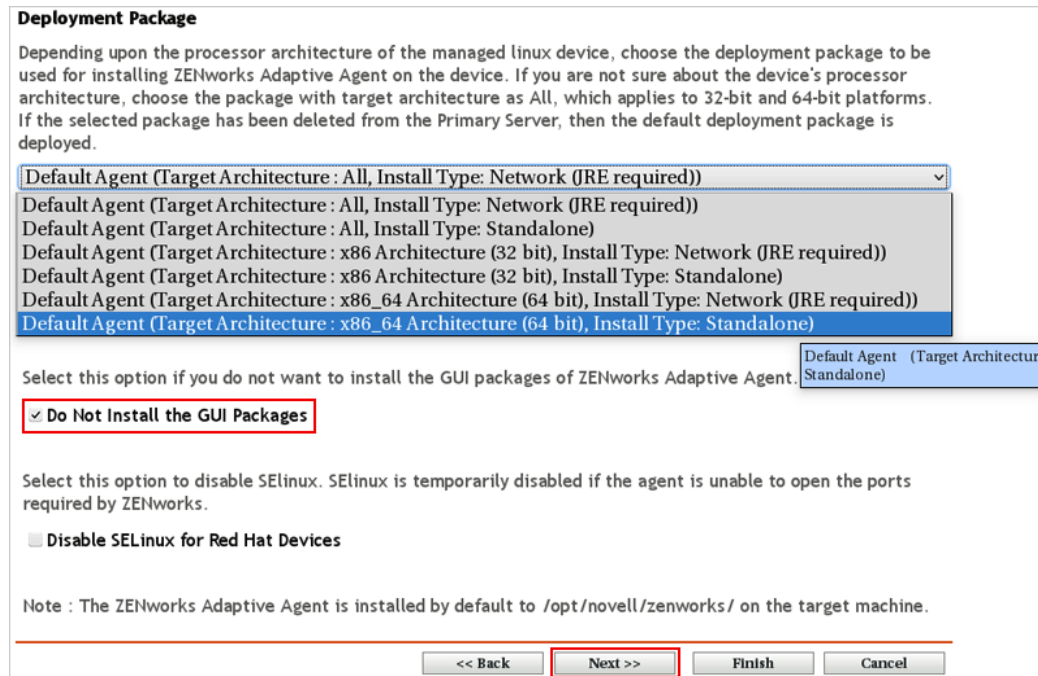 Deployment Package
Depending upon the processor architecture of the managed linux device, choose the deployment package to be
used for installing ZENworks Adaptive Agent on the device. If you are not sure about the device's processor
architecture, choose the package with target architecture as All, which applies to 32-bit and 64-bit platforms.
If the selected package has been deleted from the Primary Server, then the default deployment package is
deployed.
Default Agent (Target Architecture : All, Install Type: Network (JRE required))
Default Agent (Target Architecture : All, Install Type: Network (JRE required))
Default Agent (Target Architecture : All, Install Type: Standalone)
Default Agent (Target Architecture : x86 Architecture (32 bit), Install Type: Network (JRE required))
Default Agent (Target Architecture : x86 Architecture (32 bit), Install Type: Standalone)
Default Agent (Target Architecture : x86_64 Architecture (64 bit), Install Type: Network (JRE required))
Default Agent (Target Architecture : x86_64 Architecture (64 bit), Install Type: Standalone)
Default Agent (Target Architectur
Standalone)
Select this option if you do not want to install the GUI packages of ZENworks Adaptive Agent.
Do Not Install the GUI Packages
Select this option to disable SElinux. SElinux is temporarily disabled if the agent is unable to open the ports
required by ZENworks.
Disable SELinux for Red Hat Devices
Note : The ZENworks Adaptive Agent is installed by default to /opt/novell/zenworks/ on the target machine.
<< Back Next >> Finish Cancel